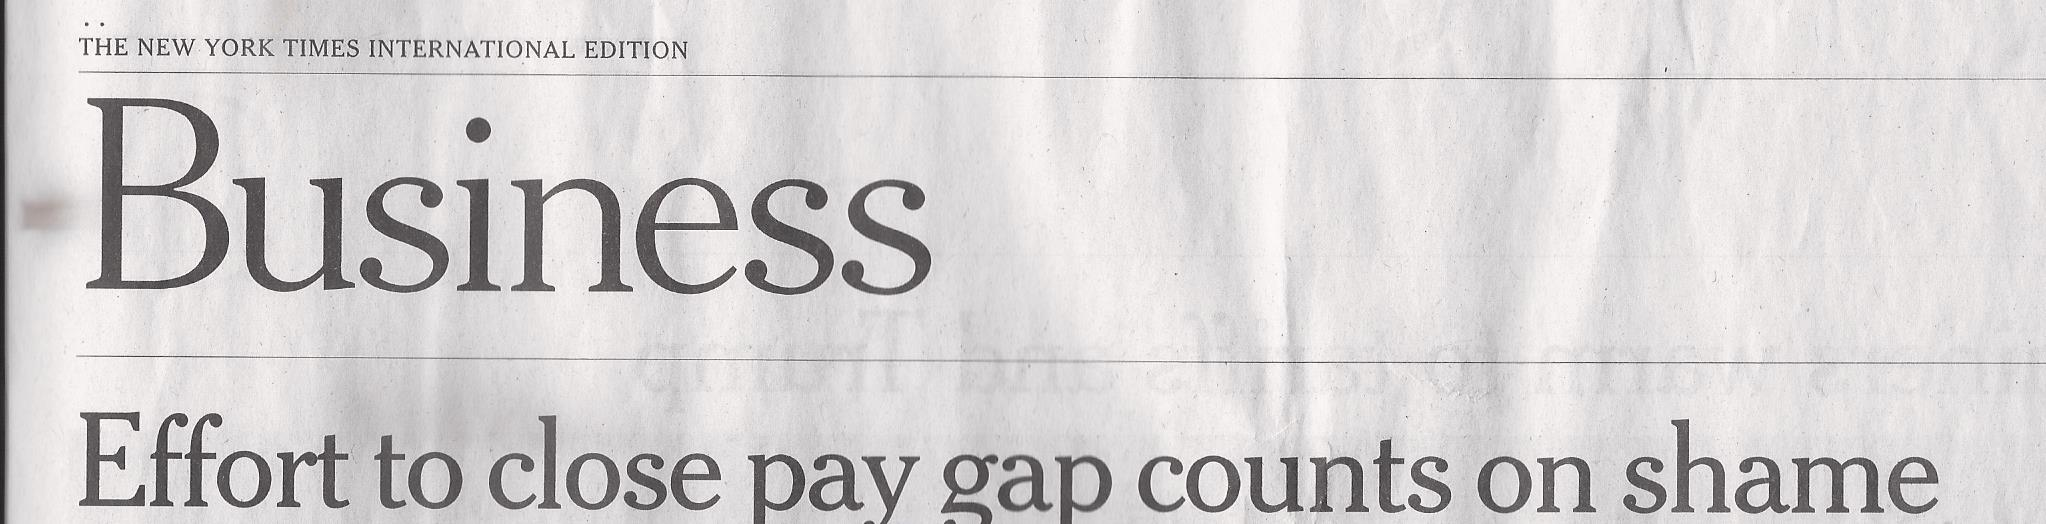 THE NEW YORK TIMES INTERNATIONAL EDITION
Business
Effort to close pay gap counts on shame